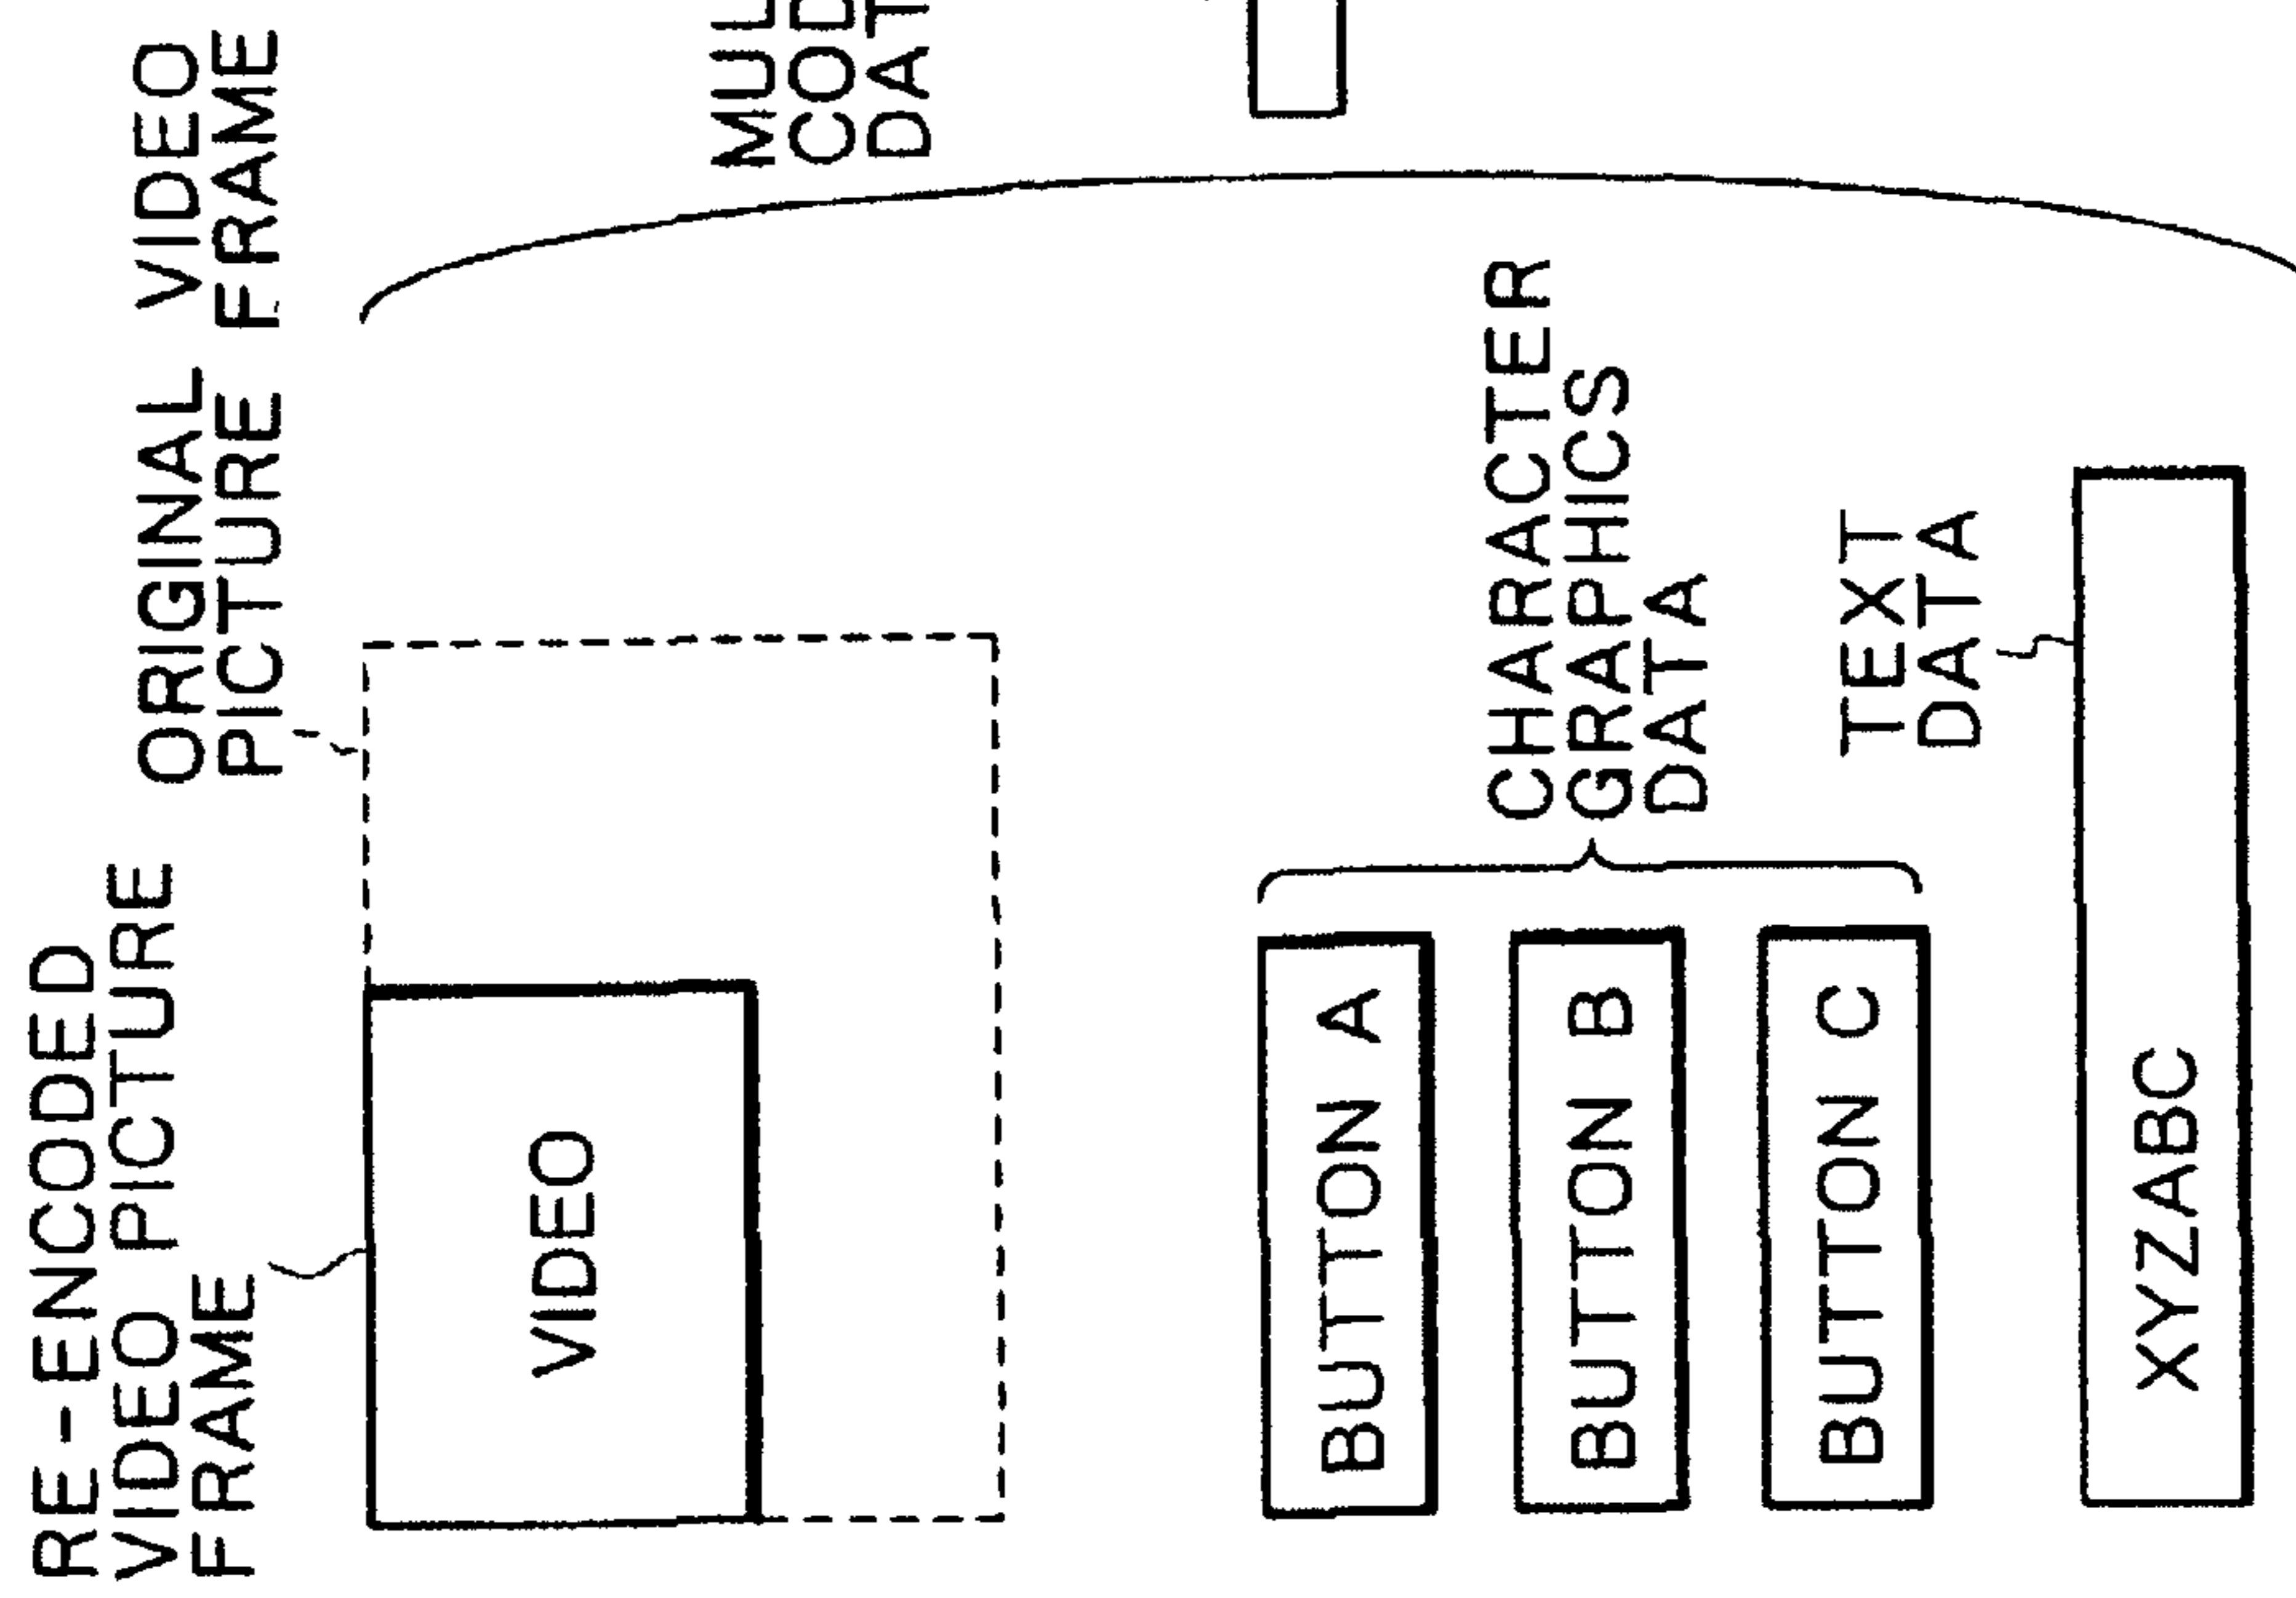 RE-ENCODED
VIDEO PICTURE
FRAME
ORIGINAL VIDEO
PICTURE FRAME
VIDEO
BUTTON A
BUTTON B
BUTTON C
CHARACTER
GRAPHICS
DATA
TEXT
DATA
XYZABC